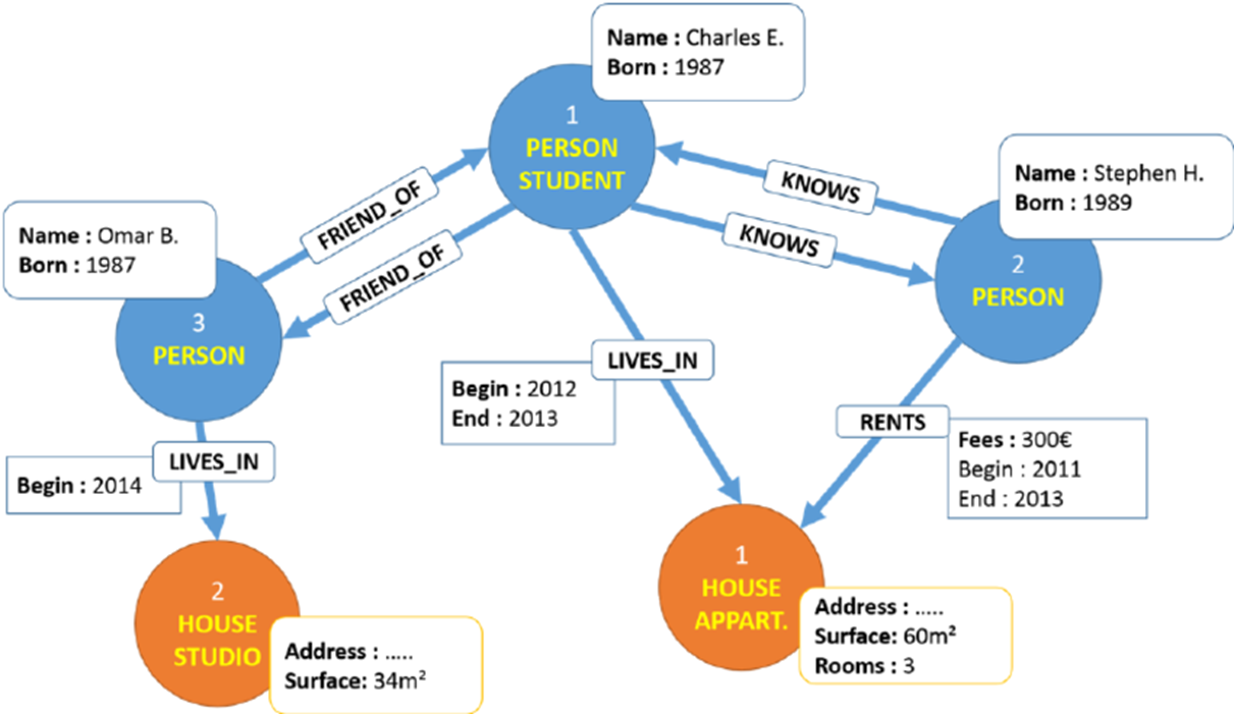 Name : Charles E.
Born : 1987
1
PERSON
STUDENT
Name : Stephen H.
Born : 1989
2
PERSON
KNOWS
KNOWS
FRIEND_OF
FRIEND_OF
Name : Omar B.
Born : 1987
3
PERSON
LIVES_IN
Begin : 2012
End : 2013
RENTS
Fees : 300€
Begin : 2011
End : 2013
LIVES_IN
Begin : 2014
2
HOUSE
STUDIO
Address : .....
Surface: 34m²
1
HOUSE
APPART.
Address : .....
Surface: 60m²
Rooms : 3